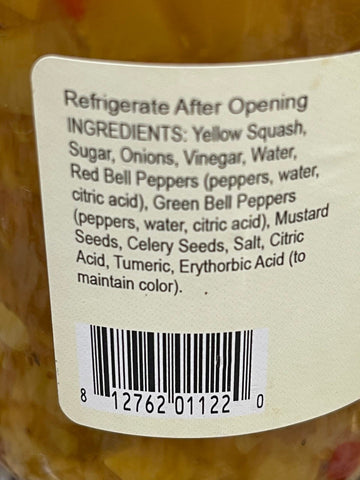 Refrigerate After Opening
INGREDIENTS: Yellow Squash,
Sugar, Onions, Vinegar, Water,
Red Bell Peppers (peppers, water,
citric acid), Green Bell Peppers
(peppers, water, citric acid), Mustard
Seeds, Celery Seeds, Salt, Citric
Acid, Tumeric, Erythorbic Acid (to
maintain color).
8 12762 01122 0